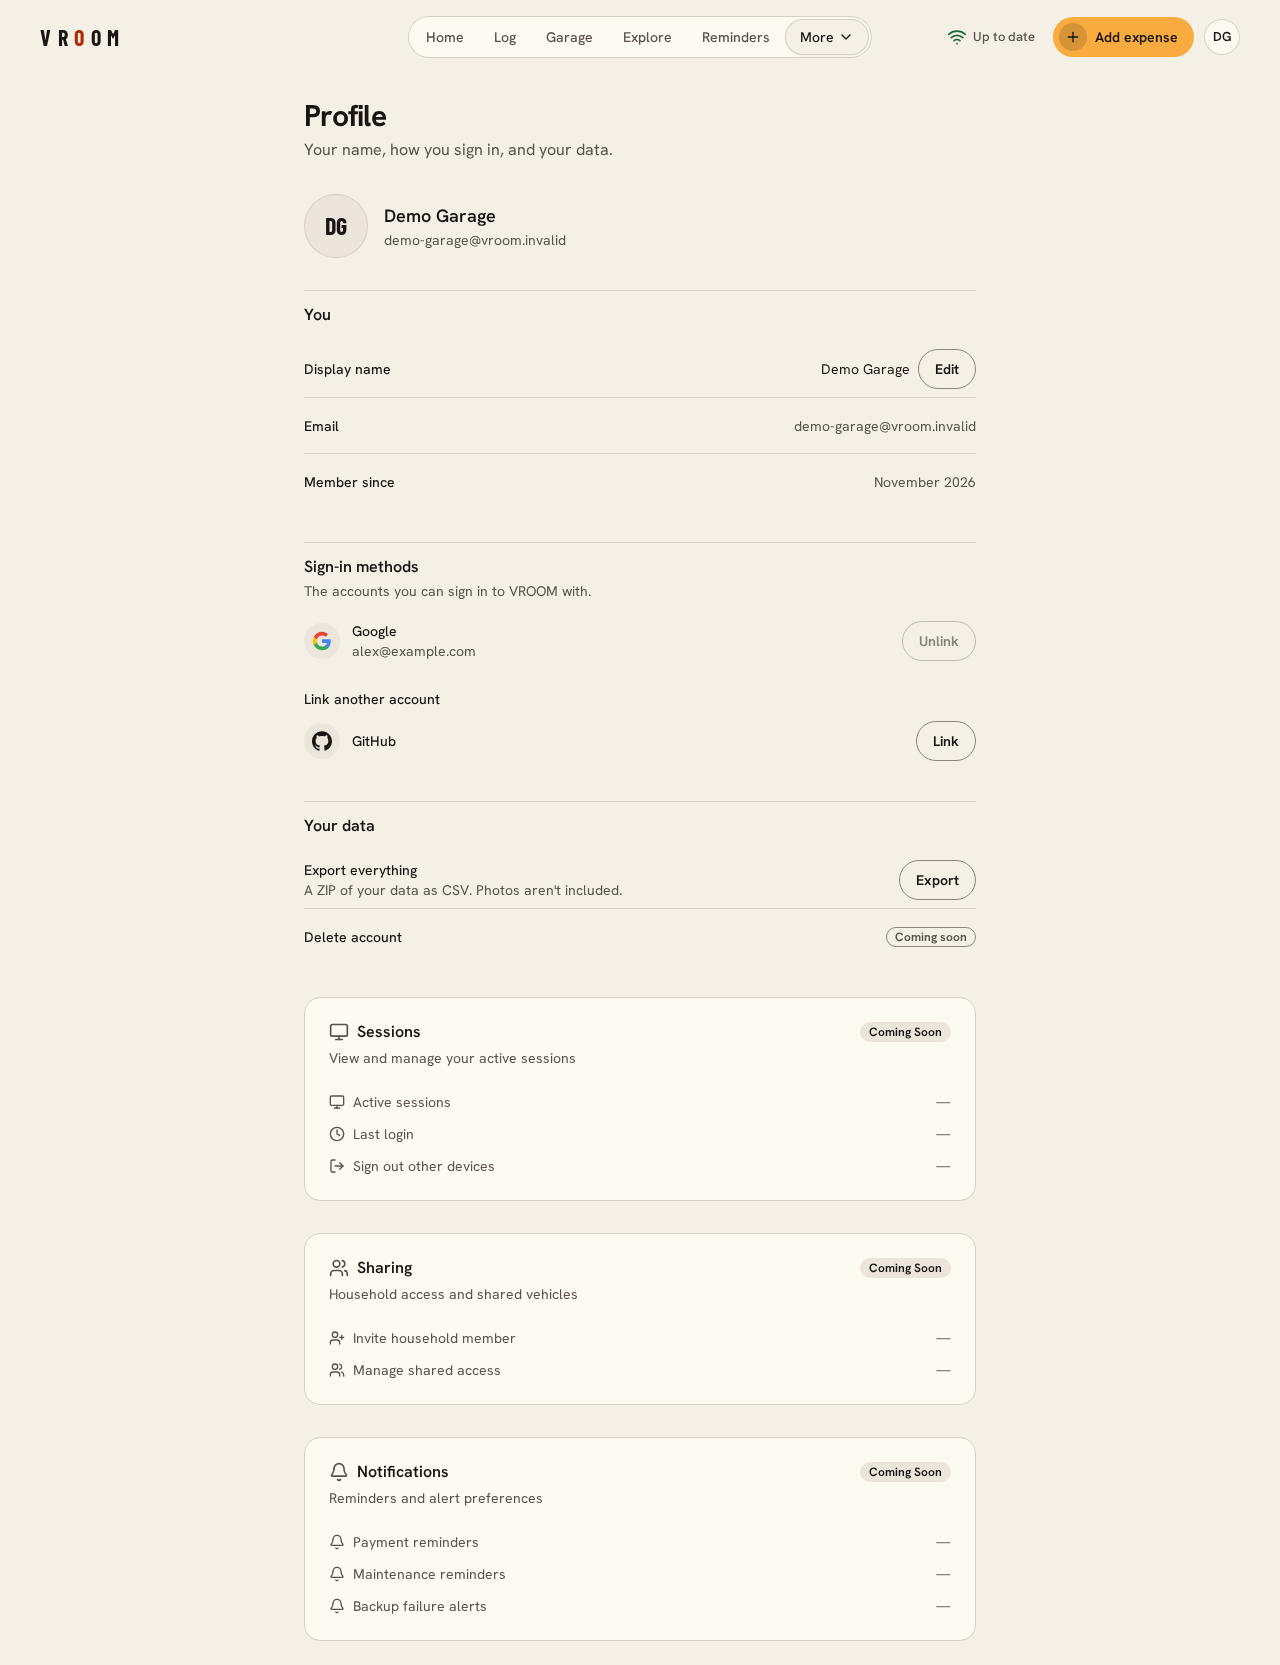 VROOM
Home Log Garage Explore Reminders More
Up to date
Add expense
DG
Profile
Your name, how you sign in, and your data.
DG
Demo Garage
demo-garage@vroom.invalid
You
Display name Demo Garage Edit
Email demo-garage@vroom.invalid
Member since November 2026
Sign-in methods
The accounts you can sign in to VROOM with.
Google
alex@example.com
Unlink
Link another account
GitHub Link
Your data
Export everything
A ZIP of your data as CSV. Photos aren't included.
Export
Delete account Coming soon
Sessions Coming Soon
View and manage your active sessions
Active sessions —
Last login —
Sign out other devices —
Sharing Coming Soon
Household access and shared vehicles
Invite household member —
Manage shared access —
Notifications Coming Soon
Reminders and alert preferences
Payment reminders —
Maintenance reminders —
Backup failure alerts —